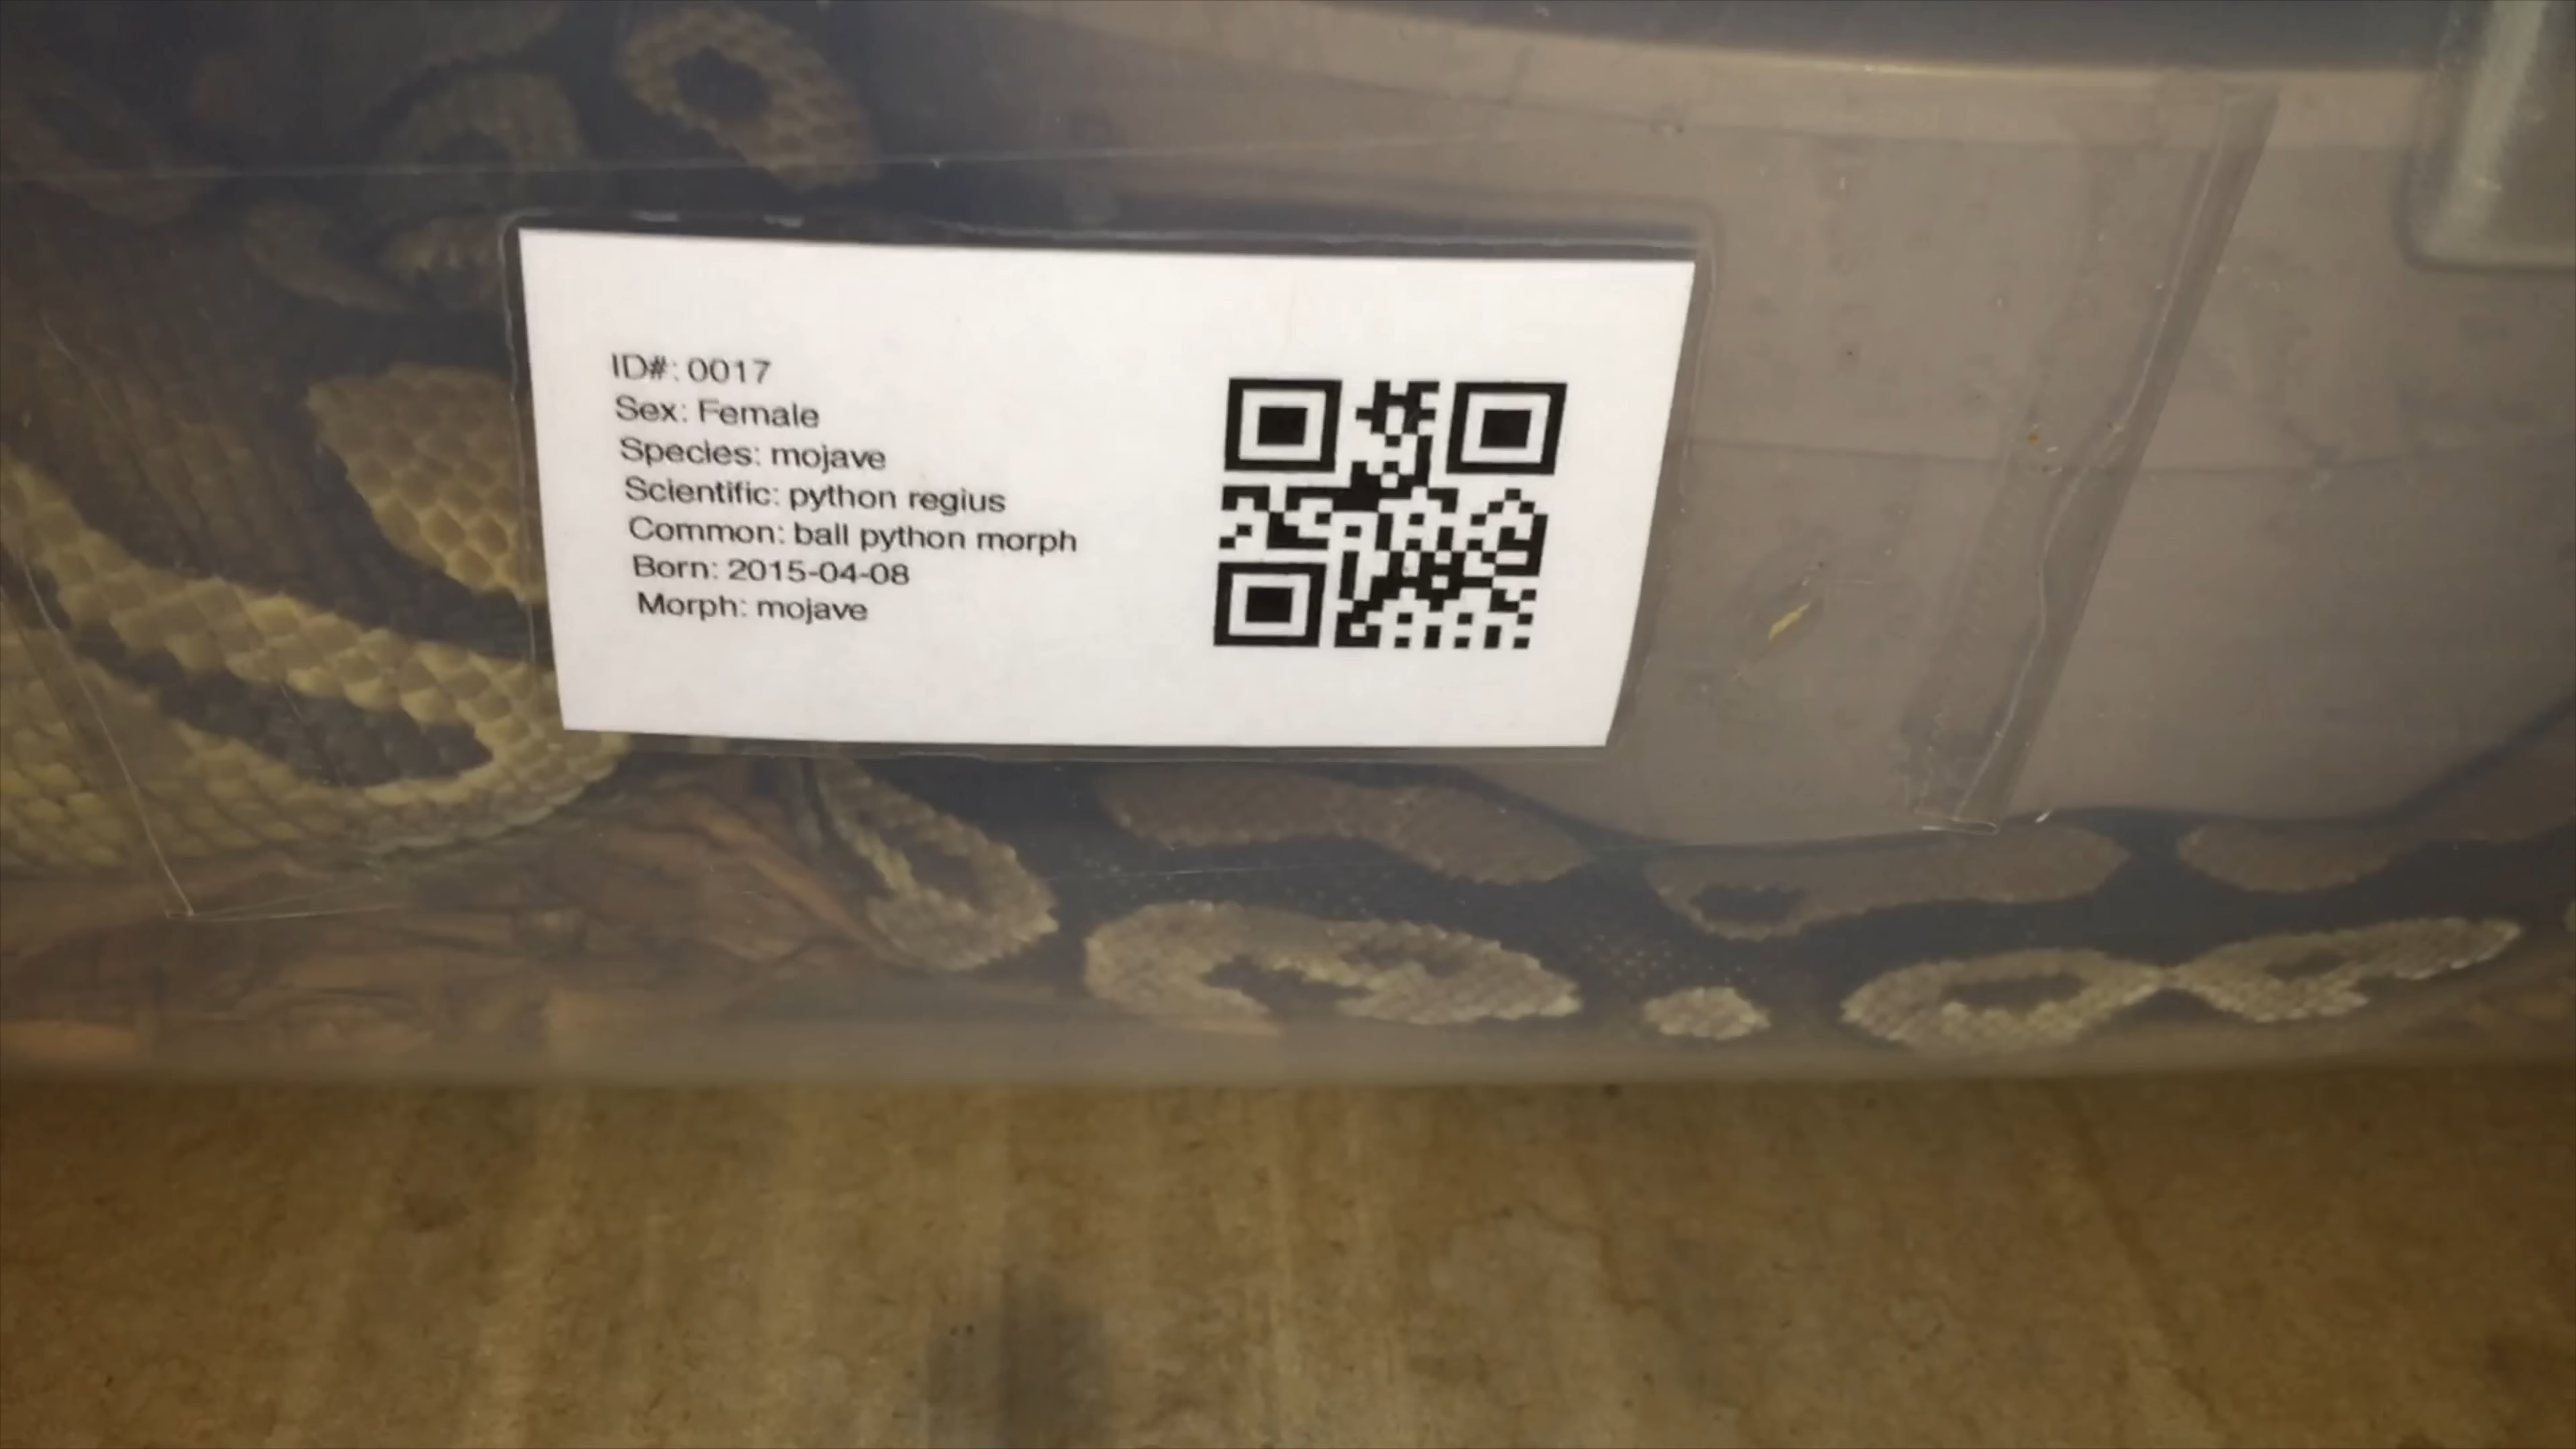 ID#: 0017
Sex: Female
Species: mojave
Scientific: python regius
Common: ball python morph
Born: 2015-04-08
Morph: mojave